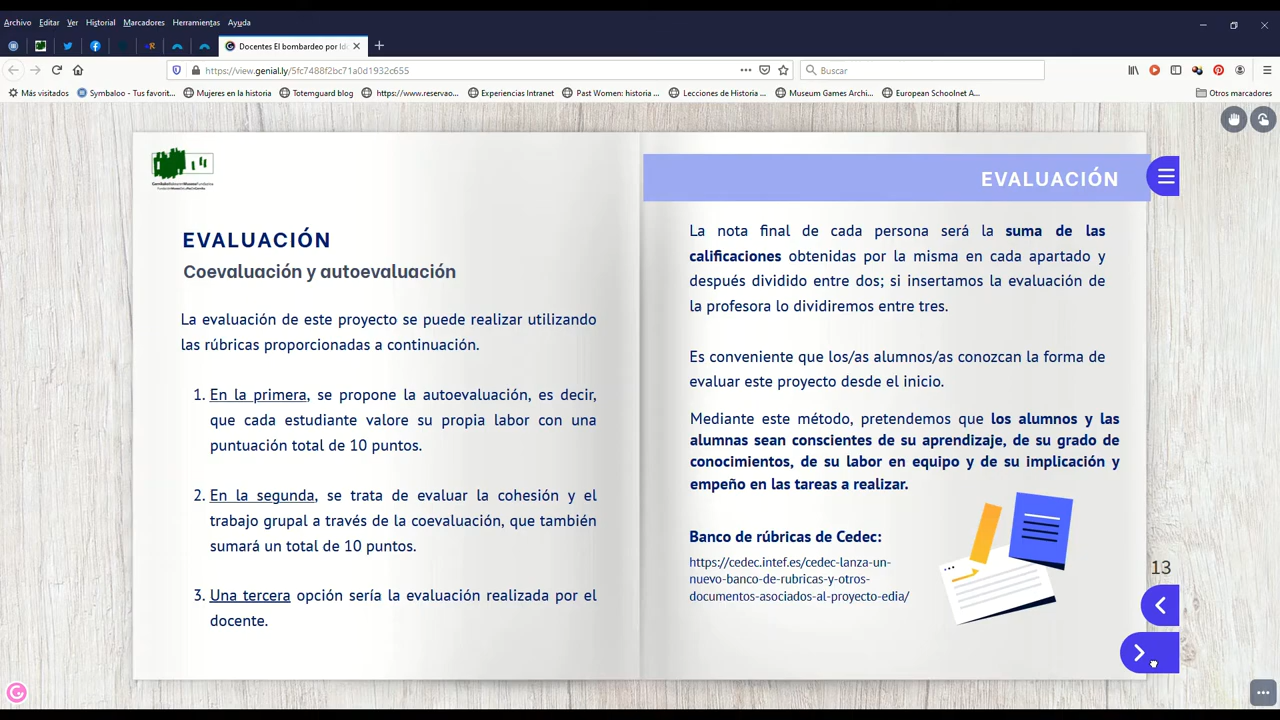 Archivo Editar Ver Historial Marcadores Herramientas Ayuda
Docentes El bombardeo por Id
https://view.genial.ly/5fc7488f2bc71a0d1932c655
Buscar
Más visitados Symbaloo - Tus favorit... Mujeres en la historia Totemguard blog https://www.reservao... Experiencias Intranet Past Women: historia ... Lecciones de Historia ... Museum Games Archi... European Schoolnet A... Otros marcadores
EVALUACIÓN
Coevaluación y autoevaluación
La evaluación de este proyecto se puede realizar utilizando
las rúbricas proporcionadas a continuación.
1. En la primera, se propone la autoevaluación, es decir,
que cada estudiante valore su propia labor con una
puntuación total de 10 puntos.
2. En la segunda, se trata de evaluar la cohesión y el
trabajo grupal a través de la coevaluación, que también
sumará un total de 10 puntos.
3. Una tercera opción sería la evaluación realizada por el
docente.
EVALUACIÓN
La nota final de cada persona será la suma de las
calificaciones obtenidas por la misma en cada apartado y
después dividido entre dos; si insertamos la evaluación de
la profesora lo dividiremos entre tres.
Es conveniente que los/as alumnos/as conozcan la forma de
evaluar este proyecto desde el inicio.
Mediante este método, pretendemos que los alumnos y las
alumnas sean conscientes de su aprendizaje, de su grado de
conocimientos, de su labor en equipo y de su implicación y
empeño en las tareas a realizar.
Banco de rúbricas de Cedec:
https://cedec.intef.es/cedec-lanza-un-
nuevo-banco-de-rubricas-y-otros-
documentos-asociados-al-proyecto-edia/
13